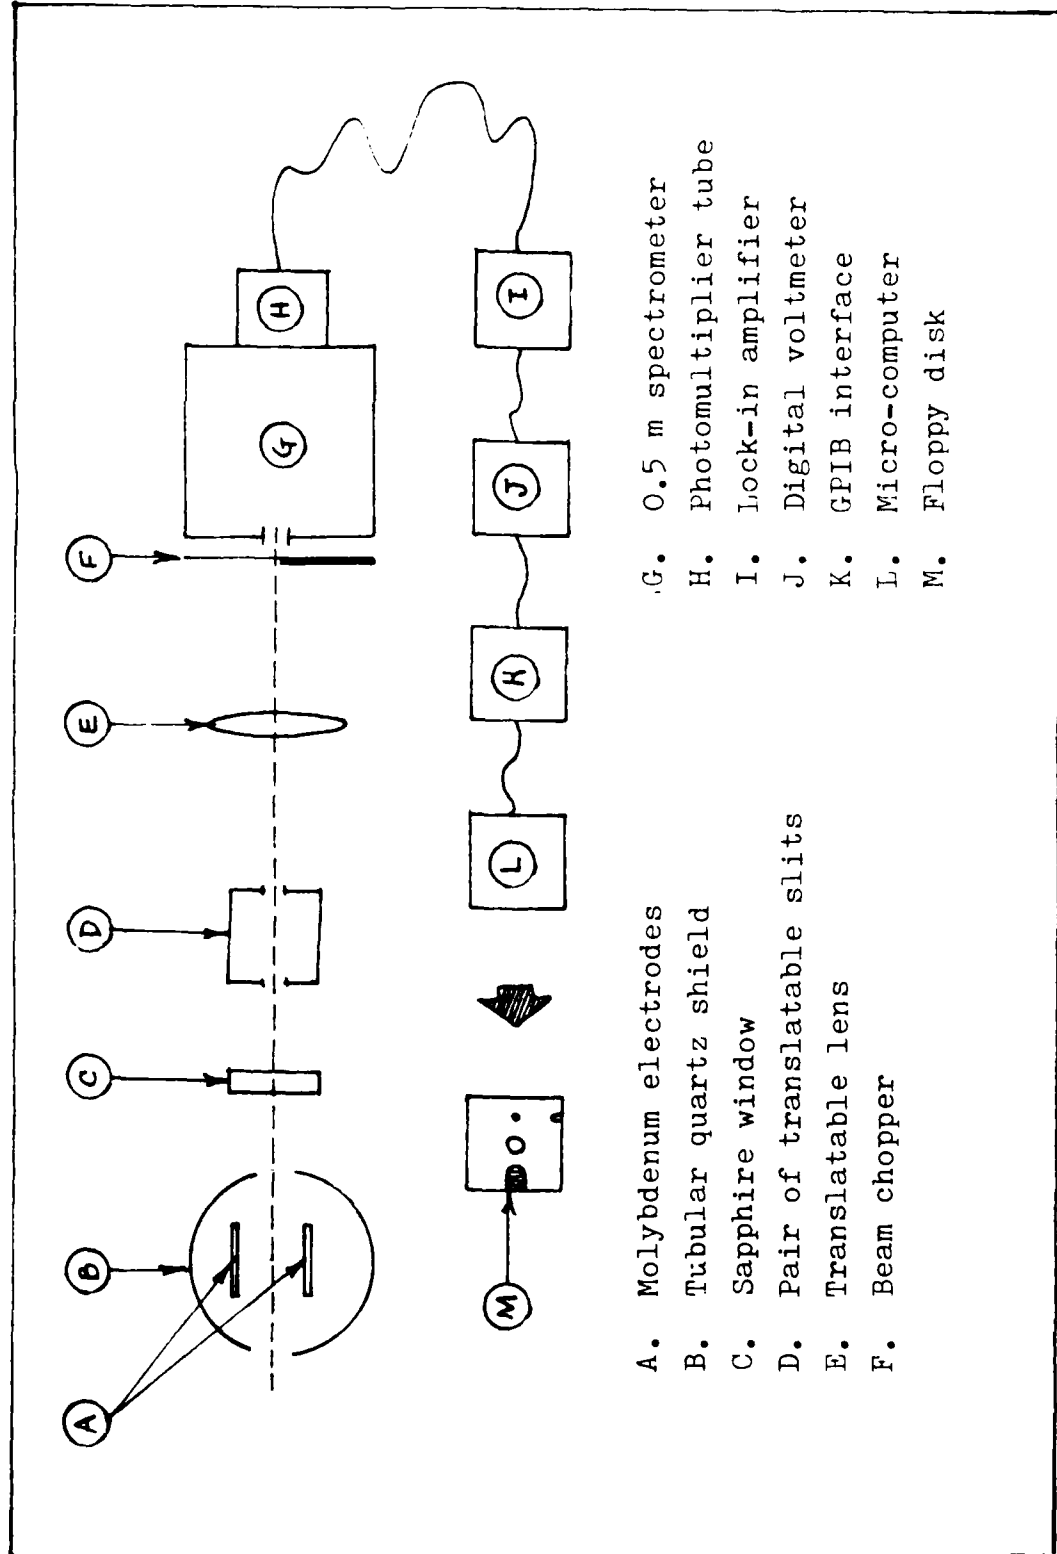 A
B
C
D
E
F
G
H
M
L
K
J
I
A. Molybdenum electrodes
B. Tubular quartz shield
C. Sapphire window
D. Pair of translatable slits
E. Translatable lens
F. Beam chopper
G. 0.5 m spectrometer
H. Photomultiplier tube
I. Lock-in amplifier
J. Digital voltmeter
K. GPIB interface
L. Micro-computer
M. Floppy disk